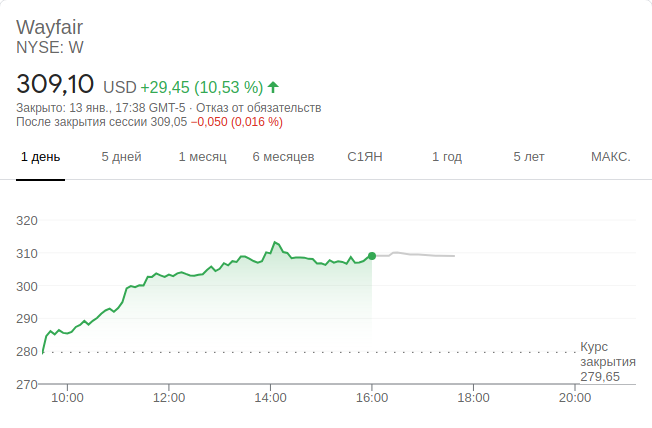 Wayfair
NYSE: W
309,10 USD +29,45 (10,53 %)
Закрыто: 13 янв., 17:38 GMT-5 · Отказ от обязательств
После закрытия сессии 309,05 −0,050 (0,016 %)
1 день 5 дней 1 месяц 6 месяцев С1ЯН 1 год 5 лет МАКС.
320
310
300
290
280
270
Курс
закрытия
279,65
10:00 12:00 14:00 16:00 18:00 20:00